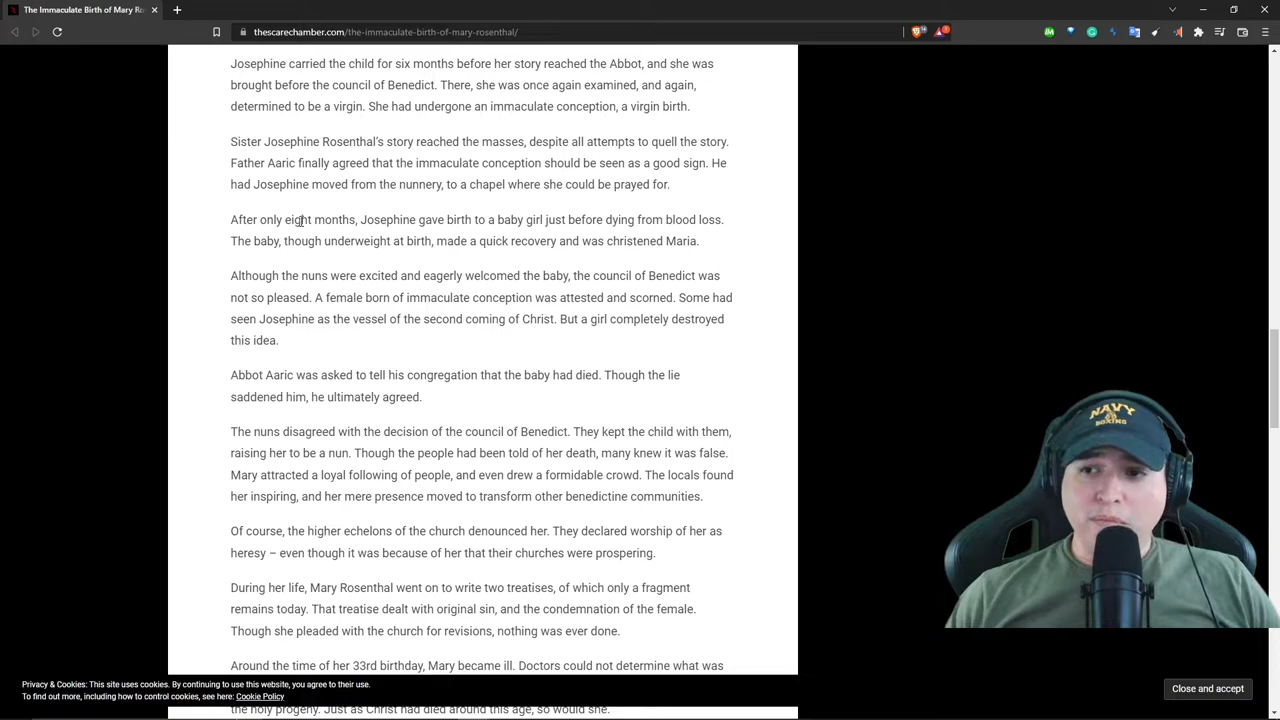 The Immaculate Birth of Mary Ro
thescarechamber.com/the-immaculate-birth-of-mary-rosenthal/
Josephine carried the child for six months before her story reached the Abbot, and she was
brought before the council of Benedict. There, she was once again examined, and again,
determined to be a virgin. She had undergone an immaculate conception, a virgin birth.
Sister Josephine Rosenthal's story reached the masses, despite all attempts to quell the story.
Father Aaric finally agreed that the immaculate conception should be seen as a good sign. He
had Josephine moved from the nunnery, to a chapel where she could be prayed for.
After only eight months, Josephine gave birth to a baby girl just before dying from blood loss.
The baby, though underweight at birth, made a quick recovery and was christened Maria.
Although the nuns were excited and eagerly welcomed the baby, the council of Benedict was
not so pleased. A female born of immaculate conception was attested and scorned. Some had
seen Josephine as the vessel of the second coming of Christ. But a girl completely destroyed
this idea.
Abbot Aaric was asked to tell his congregation that the baby had died. Though the lie
saddened him, he ultimately agreed.
The nuns disagreed with the decision of the council of Benedict. They kept the child with them,
raising her to be a nun. Though the people had been told of her death, many knew it was false.
Mary attracted a loyal following of people, and even drew a formidable crowd. The locals found
her inspiring, and her mere presence moved to transform other benedictine communities.
Of course, the higher echelons of the church denounced her. They declared worship of her as
heresy – even though it was because of her that their churches were prospering.
During her life, Mary Rosenthal went on to write two treatises, of which only a fragment
remains today. That treatise dealt with original sin, and the condemnation of the female.
Though she pleaded with the church for revisions, nothing was ever done.
Around the time of her 33rd birthday, Mary became ill. Doctors could not determine what was
Privacy & Cookies: This site uses cookies. By continuing to use this website, you agree to their use.
To find out more, including how to control cookies, see here: Cookie Policy
Close and accept
the holy progeny. Just as Christ had died around this age, so would she.
NAVY
BOXING